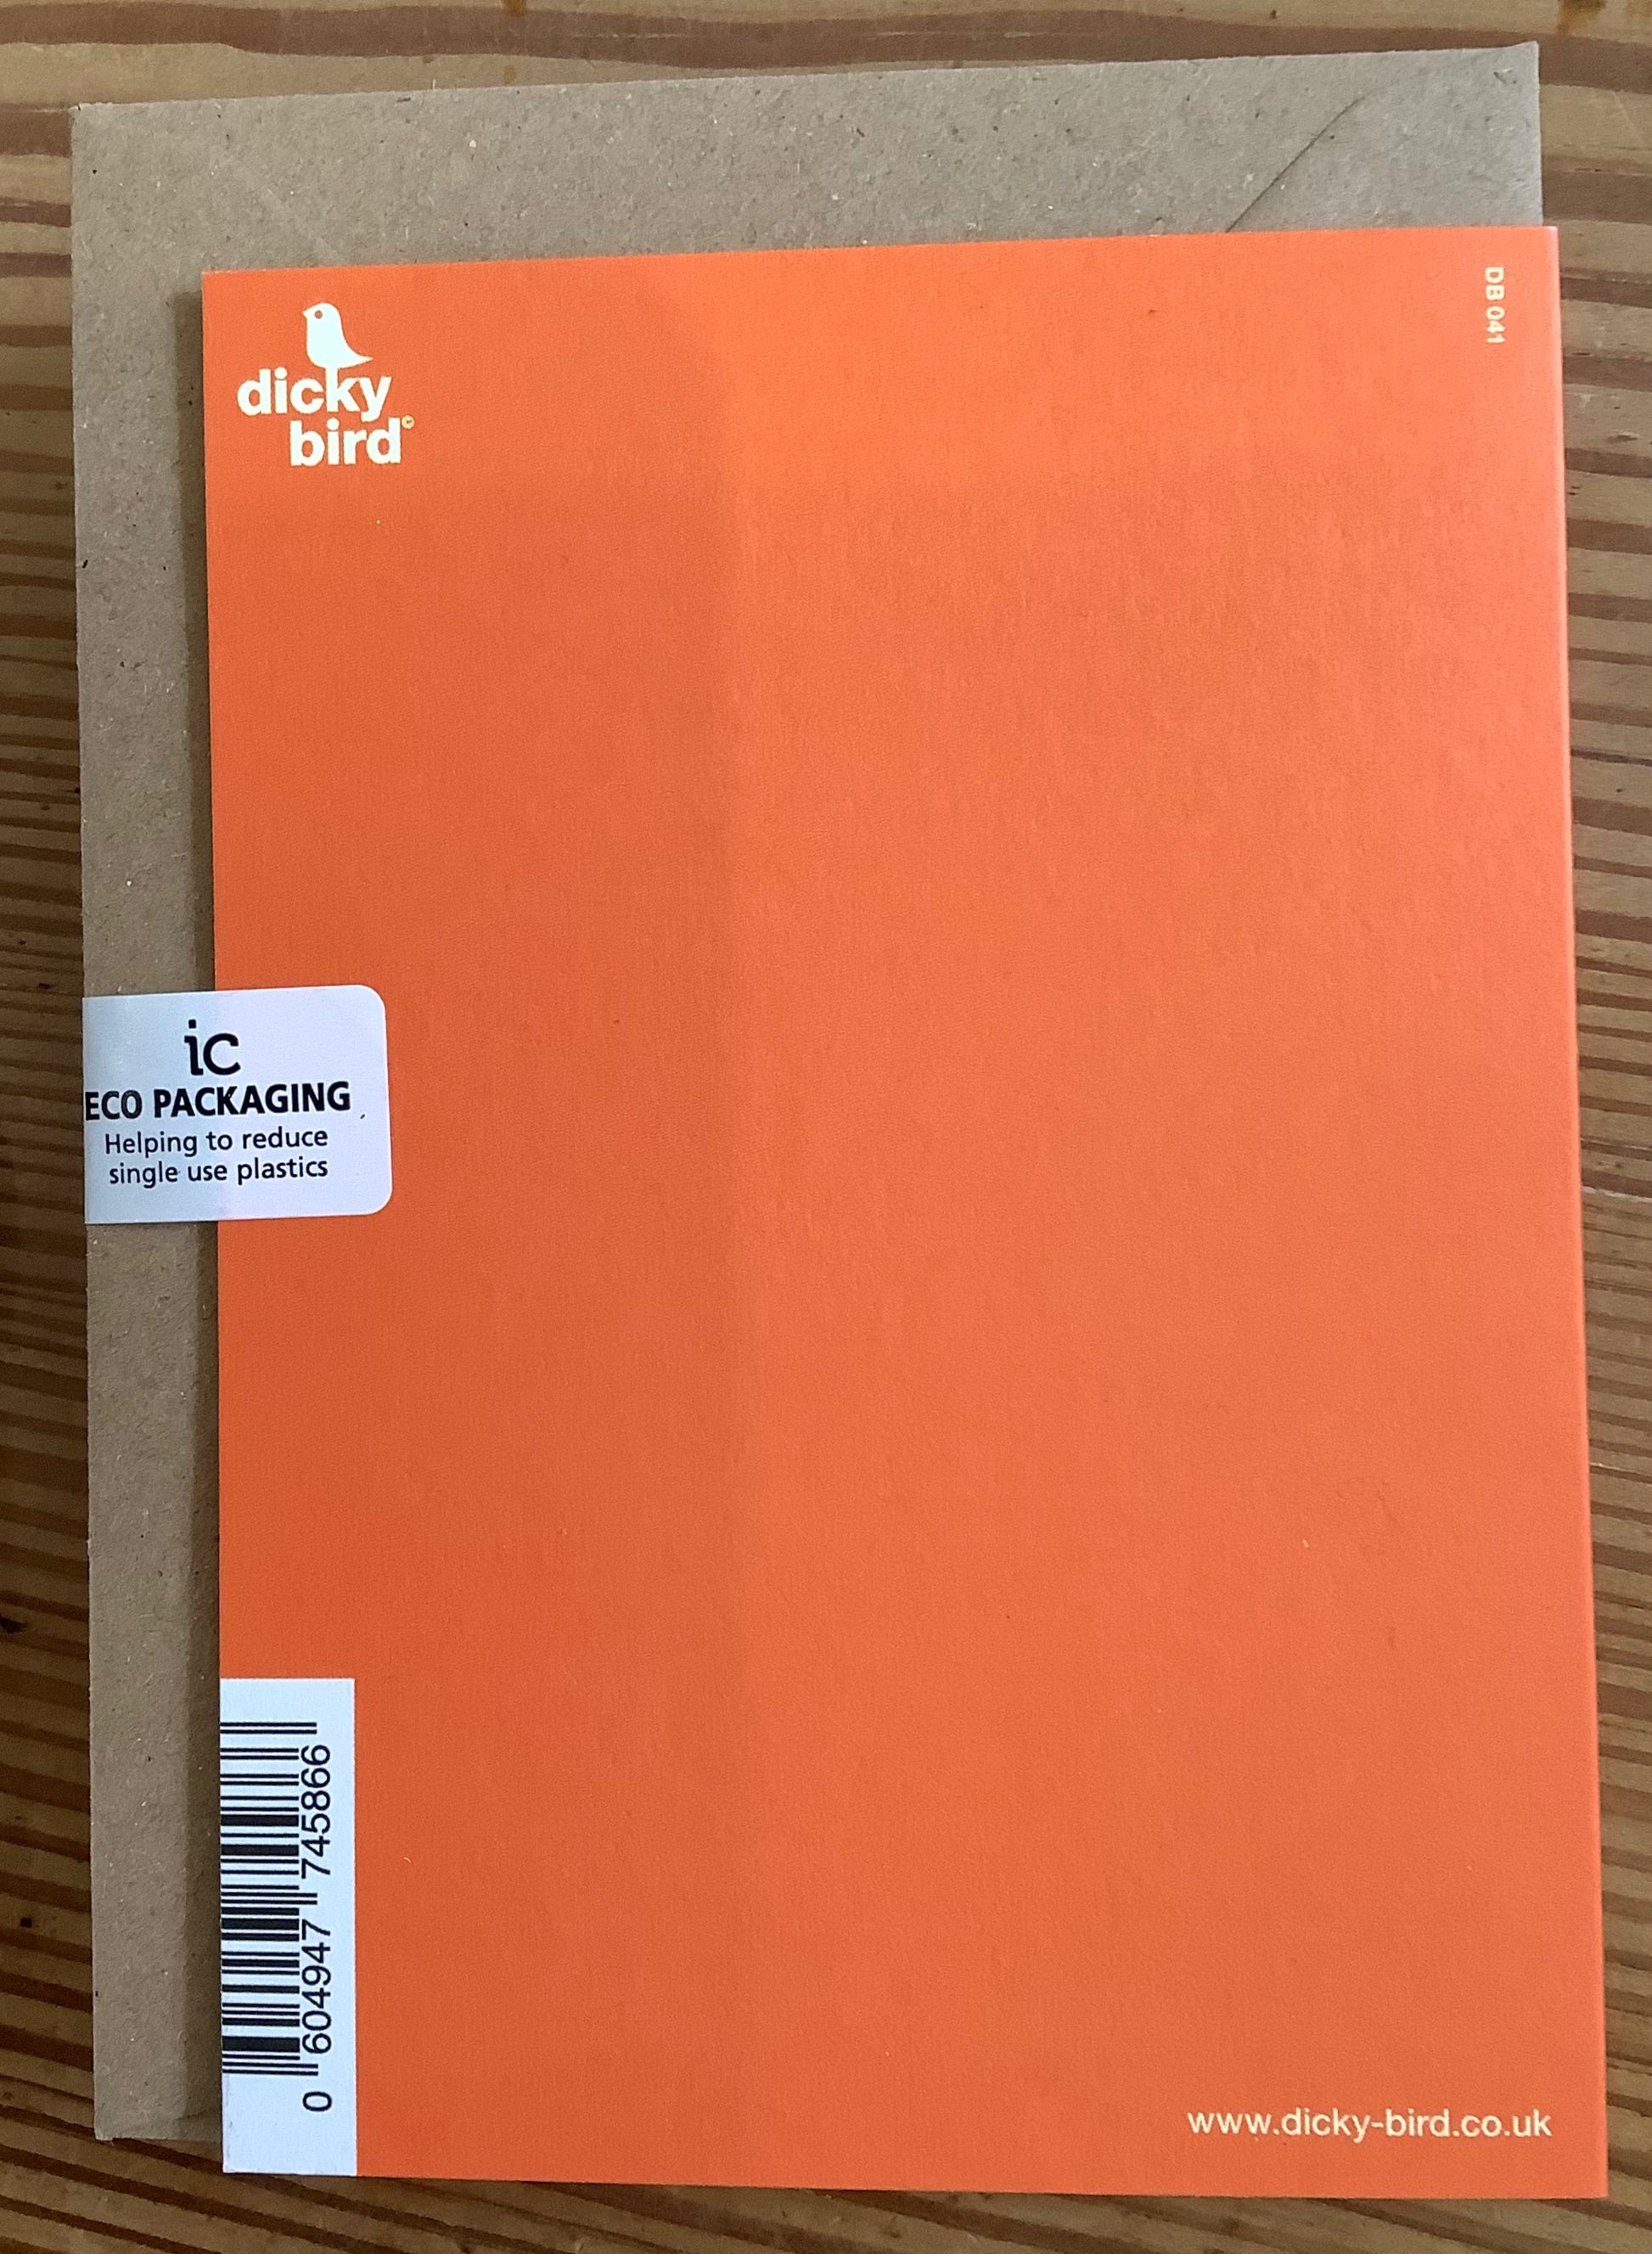 DB 041
dicky
bird©
ic
ECO PACKAGING
Helping to reduce
single use plastics
0 604947 745866
www.dicky-bird.co.uk